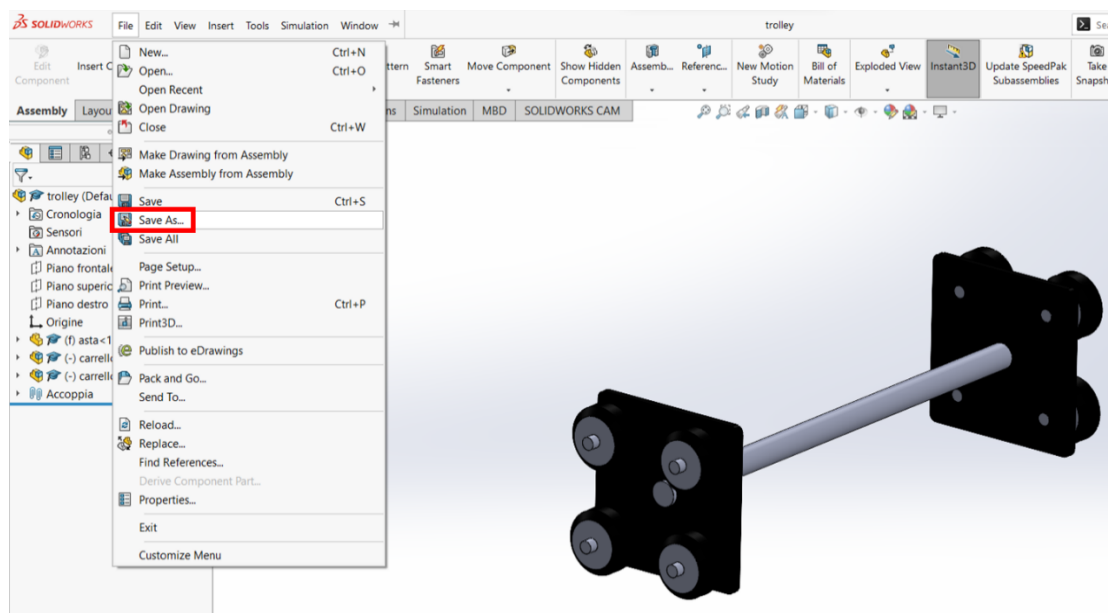 SOLIDWORKS File Edit View Insert Tools Simulation Window trolley Sea
Edit Component
Insert C
ttern
Smart Fasteners
Move Component
Show Hidden Components
Assemb...
Referenc...
New Motion Study
Bill of Materials
Exploded View
Instant3D
Update SpeedPak Subassemblies
Take Snapsh
Assembly Layou ns Simulation MBD SOLIDWORKS CAM
New... Ctrl+N
Open... Ctrl+O
Open Recent
Open Drawing
Close Ctrl+W
Make Drawing from Assembly
Make Assembly from Assembly
Save Ctrl+S
Save As...
Save All
Page Setup...
Print Preview...
Print... Ctrl+P
Print3D...
Publish to eDrawings
Pack and Go...
Send To...
Reload...
Replace...
Find References...
Derive Component Part...
Properties...
Exit
Customize Menu
trolley (Defau
Cronologia
Sensori
Annotazioni
Piano frontale
Piano superio
Piano destro
Origine
(f) asta<1
(-) carrello
(-) carrello
Accoppia